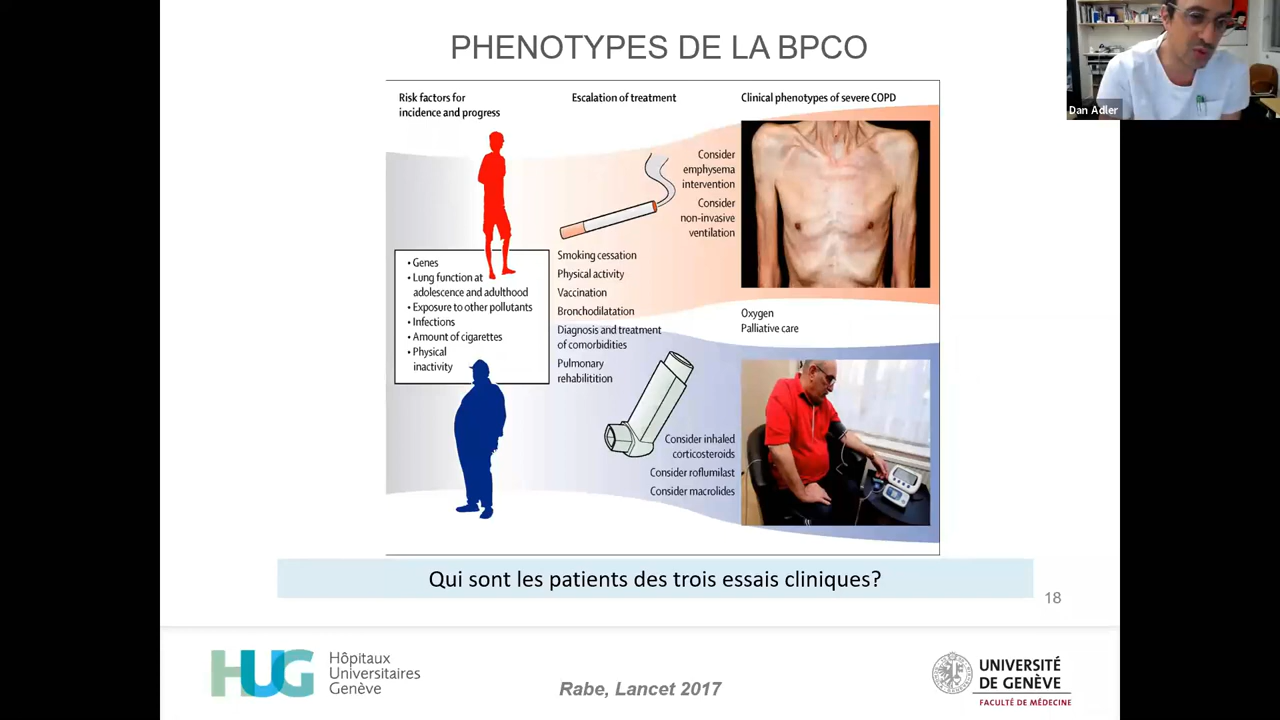 PHENOTYPES DE LA BPCO
Dan Adler
Risk factors for
incidence and progress
Escalation of treatment
Clinical phenotypes of severe COPD
Consider
emphysema
intervention
Consider
non-invasive
ventilation
• Genes
• Lung function at
adolescence and adulthood
• Exposure to other pollutants
• Infections
• Amount of cigarettes
• Physical
inactivity
Smoking cessation
Physical activity
Vaccination
Bronchodilatation
Diagnosis and treatment
of comorbidities
Pulmonary
rehabilitition
Oxygen
Palliative care
Consider inhaled
corticosteroids
Consider roflumilast
Consider macrolides
Qui sont les patients des trois essais cliniques?
18
HUG
Hôpitaux
Universitaires
Genève
Rabe, Lancet 2017
UNIVERSITÉ
DE GENÈVE
FACULTÉ DE MÉDECINE